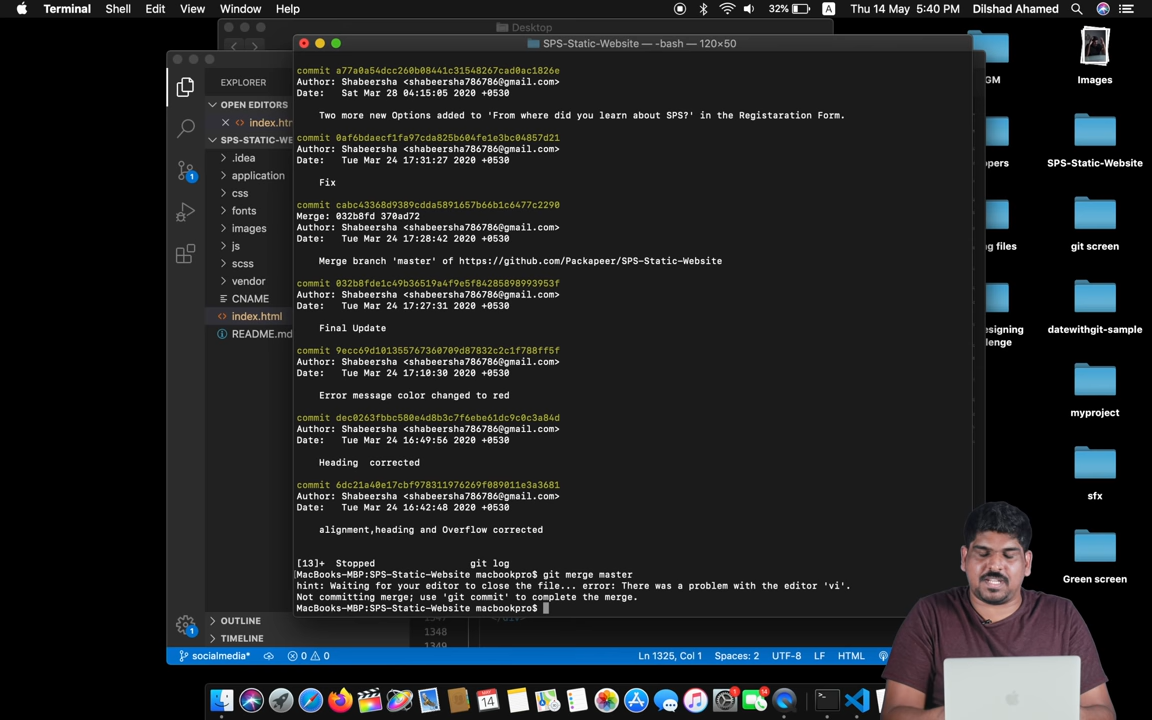 Terminal Shell Edit View Window Help 32% A Thu 14 May 5:40 PM Dilshad Ahamed
Desktop
SPS-Static-Website — -bash — 120×50
EXPLORER
OPEN EDITORS
index.htr
SPS-STATIC-WE
.idea
application
css
fonts
images
js
scss
vendor
CNAME
index.html
README.md
OUTLINE
TIMELINE
commit a77a0a54dcc260b08441c31548267cad0ac1826e
Author: Shabeersha <shabeersha786786@gmail.com>
Date: Sat Mar 28 04:15:05 2020 +0530
Two more new Options added to 'From where did you learn about SPS?' in the Registaration Form.
commit 0af6bdaecf1fa97cda825b604fe1e3bc04857d21
Author: Shabeersha <shabeersha786786@gmail.com>
Date: Tue Mar 24 17:31:27 2020 +0530
Fix
commit cabc43368d9389cdda5891657b66b1c6477c2290
Merge: 032b8fd 370ad72
Author: Shabeersha <shabeersha786786@gmail.com>
Date: Tue Mar 24 17:28:42 2020 +0530
Merge branch 'master' of https://github.com/Packapeer/SPS-Static-Website
commit 032b8fde1c49b36519a4f9e5f84285898993953f
Author: Shabeersha <shabeersha786786@gmail.com>
Date: Tue Mar 24 17:27:31 2020 +0530
Final Update
commit 9ecc69d101355767360709d87832c2c1f788ff5f
Author: Shabeersha <shabeersha786786@gmail.com>
Date: Tue Mar 24 17:10:30 2020 +0530
Error message color changed to red
commit dec0263fbbc580e4d8b3c7f6ebe61dc9c0c3a84d
Author: Shabeersha <shabeersha786786@gmail.com>
Date: Tue Mar 24 16:49:56 2020 +0530
Heading corrected
commit 6dc21a40e17cbf978311976269f089011e3a3681
Author: Shabeersha <shabeersha786786@gmail.com>
Date: Tue Mar 24 16:42:48 2020 +0530
alignment,heading and Overflow corrected
[13]+ Stopped git log
MacBooks-MBP:SPS-Static-Website macbookpro$ git merge master
hint: Waiting for your editor to close the file... error: There was a problem with the editor 'vi'.
Not committing merge; use 'git commit' to complete the merge.
MacBooks-MBP:SPS-Static-Website macbookpro$
1348
socialmedia* 0 0 Ln 1325, Col 1 Spaces: 2 UTF-8 LF HTML
GM
Images
opers
SPS-Static-Website
g files
git screen
esigning
lenge
datewithgit-sample
myproject
sfx
Green screen